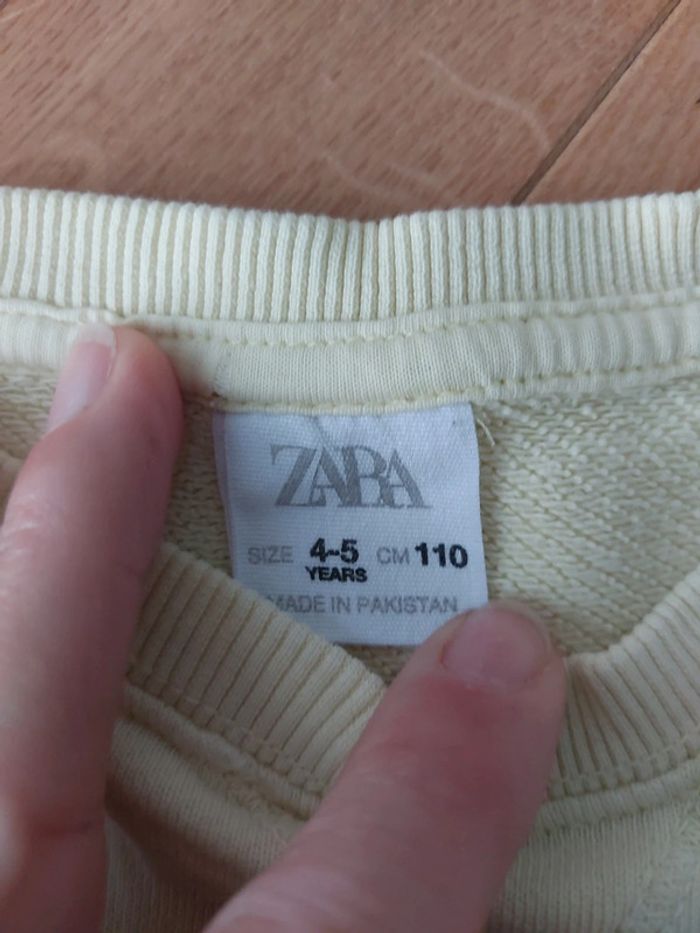 ZARA
SIZE 4-5 CM 110
YEARS
MADE IN PAKISTAN